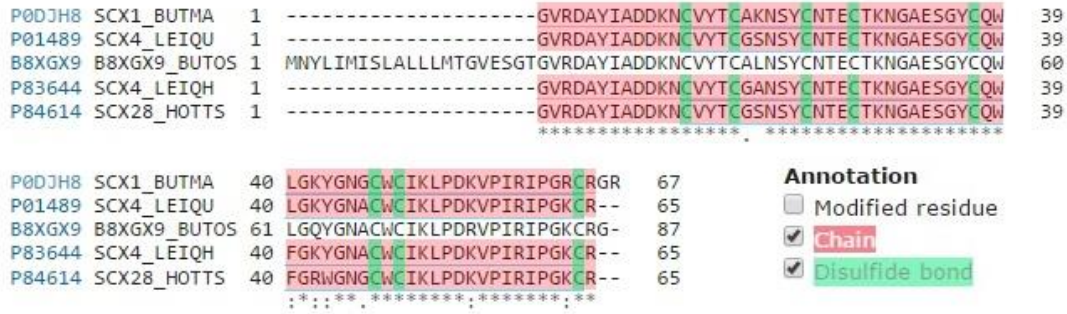 P0DJH8 SCX1_BUTMA 1 ---------------------GVRDAYIADDKNCVYTCAKNSYCNTECTKNGAESGYCQW 39
P01489 SCX4_LEIQU 1 ---------------------GVRDAYIADDKNCVYTCGSNSYCNTECTKNGAESGYCQW 39
B8XGX9 B8XGX9_BUTOS 1 MNYLIMISLALLLMTGVESGTGVRDAYIADDKNCVYTCALNSYCNTECTKNGAESGYCQW 60
P83644 SCX4_LEIQH 1 ---------------------GVRDAYIADDKNCVYTCGANSYCNTECTKNGAESGYCQW 39
P84614 SCX28_HOTTS 1 ---------------------GVRDAYIADDKNCVYTCGSNSYCNTECTKNGAESGYCQW 39
*****************. ********************
P0DJH8 SCX1_BUTMA 40 LGKYGNGCWCIKLPDKVPIRIPGRCRGR 67
P01489 SCX4_LEIQU 40 LGKYGNACWCIKLPDKVPIRIPGKCR-- 65
B8XGX9 B8XGX9_BUTOS 61 LGQYGNACWCIKLPDRVPIRIPGKCRG- 87
P83644 SCX4_LEIQH 40 FGKYGNACWCIKLPDKVPIRIPGKCR-- 65
P84614 SCX28_HOTTS 40 FGRWGNGCWCIKLPDKVPIRIPGKCR-- 65
:*::**.********:*******:**
Annotation
Modified residue
Chain
Disulfide bond